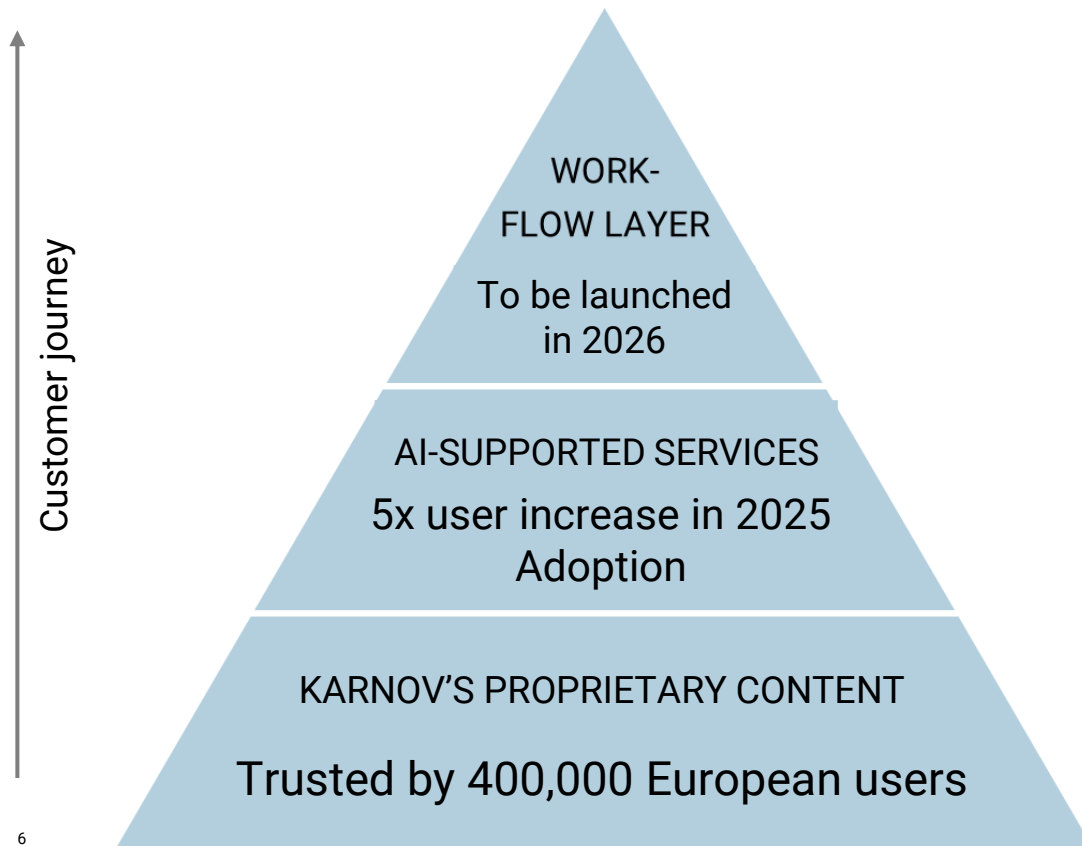 Customer journey
WORK-
FLOW LAYER
To be launched
in 2026
AI-SUPPORTED SERVICES
5x user increase in 2025
Adoption
KARNOV’S PROPRIETARY CONTENT
Trusted by 400,000 European users
6